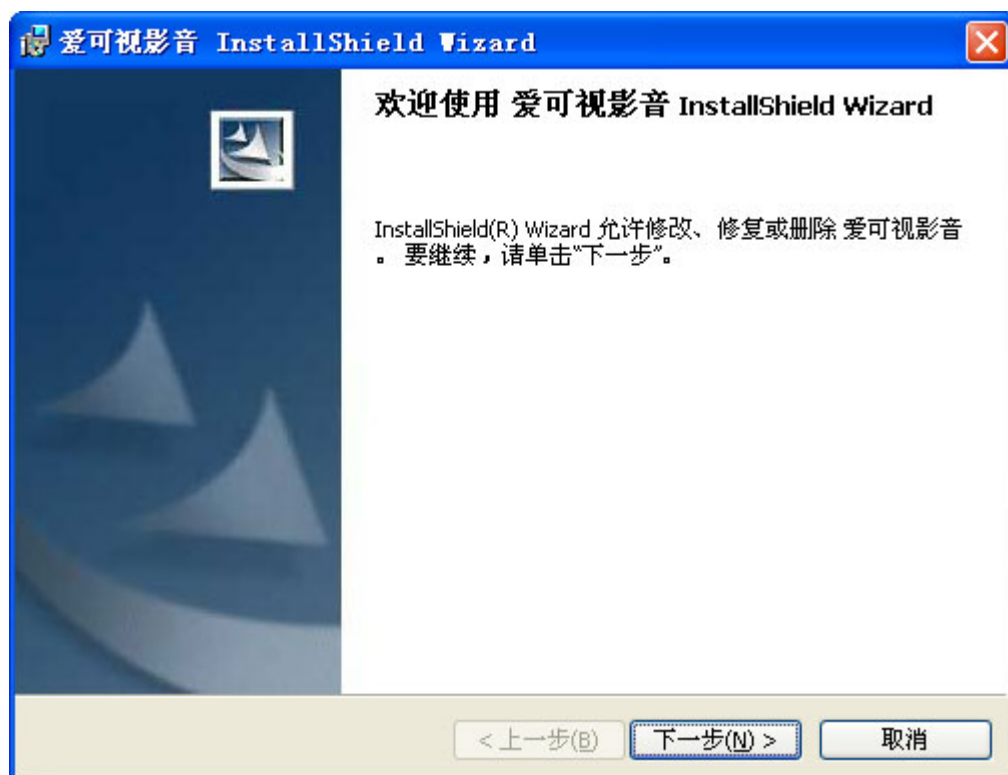 爱可视影音 InstallShield Wizard
欢迎使用 爱可视影音 InstallShield Wizard
InstallShield(R) Wizard 允许修改、修复或删除 爱可视影音
。 要继续，请单击“下一步”。
<上一步(B) 下一步(N) > 取消